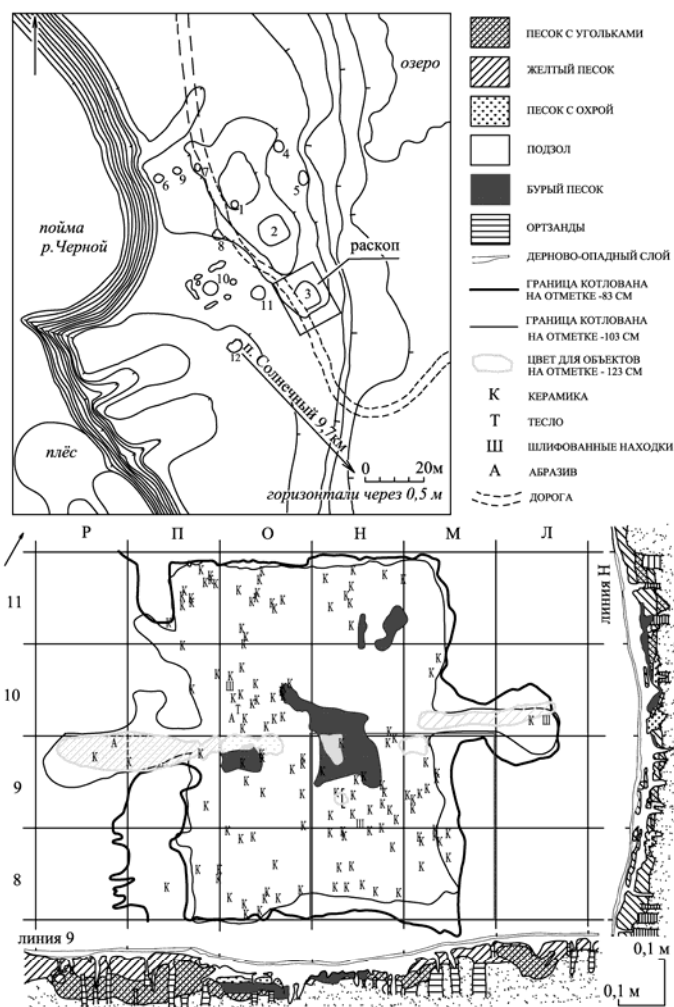 озеро
пойма
р.Черной
плёс
раскоп
п. Солнечный 9,7км
0 20м
горизонтали через 0,5 м
1
2
3
4
5
6
7
8
9
10
11
12
ПЕСОК С УГОЛЬКАМИ
ЖЕЛТЫЙ ПЕСОК
ПЕСОК С ОХРОЙ
ПОДЗОЛ
БУРЫЙ ПЕСОК
ОРТЗАНДЫ
ДЕРНОВО-ОПАДНЫЙ СЛОЙ
ГРАНИЦА КОТЛОВАНА
НА ОТМЕТКЕ -83 СМ
ГРАНИЦА КОТЛОВАНА
НА ОТМЕТКЕ -103 СМ
ЦВЕТ ДЛЯ ОБЪЕКТОВ
НА ОТМЕТКЕ - 123 СМ
К КЕРАМИКА
Т ТЕСЛО
Ш ШЛИФОВАННЫЕ НАХОДКИ
А АБРАЗИВ
ДОРОГА
Р П О Н М Л
11
10
9
8
линия Н
линия 9
0,1 м
0,1 м